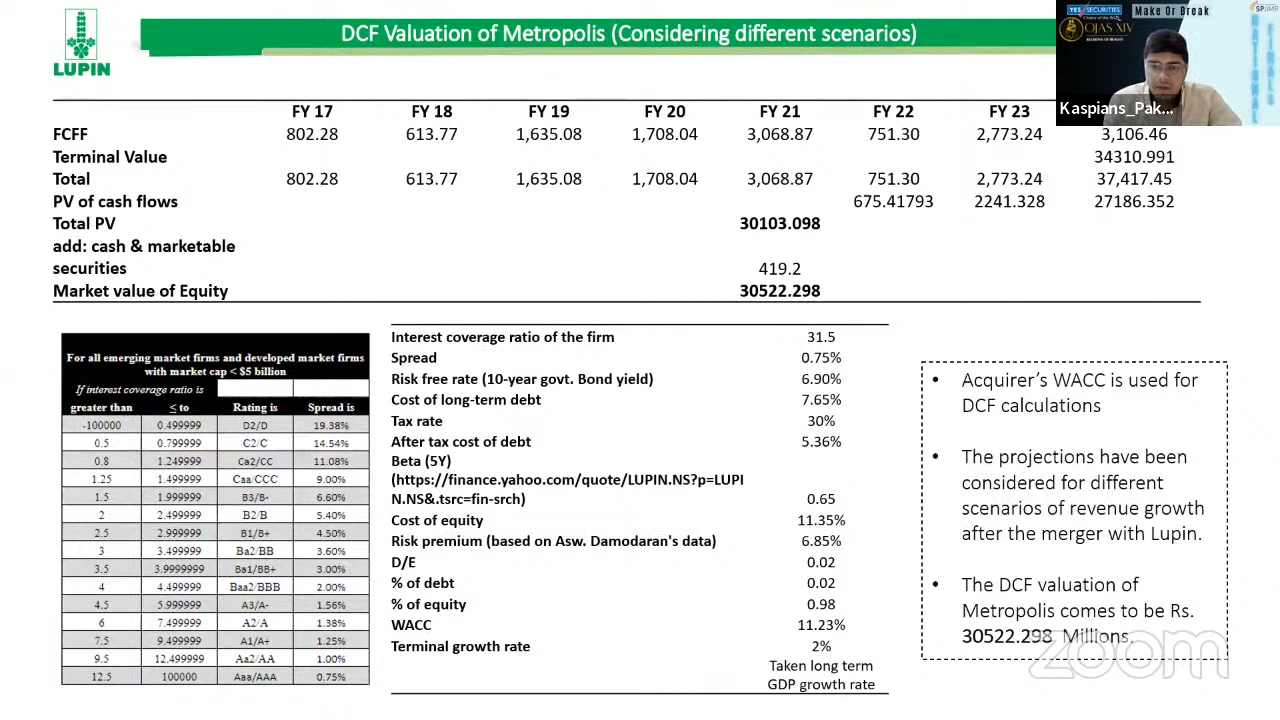 LUPIN
DCF Valuation of Metropolis (Considering different scenarios)
YES SECURITIES
Make Or Break
OJAS XIV
SPJIMR
NATIONAL
FINALS
Kaspians_Pak...
FY 17 FY 18 FY 19 FY 20 FY 21 FY 22 FY 23
FCFF 802.28 613.77 1,635.08 1,708.04 3,068.87 751.30 2,773.24 3,106.46
Terminal Value 34310.991
Total 802.28 613.77 1,635.08 1,708.04 3,068.87 751.30 2,773.24 37,417.45
PV of cash flows 675.41793 2241.328 27186.352
Total PV 30103.098
add: cash & marketable
securities 419.2
Market value of Equity 30522.298
For all emerging market firms and developed market firms
with market cap < $5 billion
If interest coverage ratio is
greater than ≤ to Rating is Spread is
-100000 0.499999 D2/D 19.38%
0.5 0.799999 C2/C 14.54%
0.8 1.249999 Ca2/CC 11.08%
1.25 1.499999 Caa/CCC 9.00%
1.5 1.999999 B3/B- 6.60%
2 2.499999 B2/B 5.40%
2.5 2.999999 B1/B+ 4.50%
3 3.499999 Ba2/BB 3.60%
3.5 3.9999999 Ba1/BB+ 3.00%
4 4.499999 Baa2/BBB 2.00%
4.5 5.999999 A3/A- 1.56%
6 7.499999 A2/A 1.38%
7.5 9.499999 A1/A+ 1.25%
9.5 12.499999 Aa2/AA 1.00%
12.5 100000 Aaa/AAA 0.75%
Interest coverage ratio of the firm 31.5
Spread 0.75%
Risk free rate (10-year govt. Bond yield) 6.90%
Cost of long-term debt 7.65%
Tax rate 30%
After tax cost of debt 5.36%
Beta (5Y)
(https://finance.yahoo.com/quote/LUPIN.NS?p=LUPI
N.NS&.tsrc=fin-srch) 0.65
Cost of equity 11.35%
Risk premium (based on Asw. Damodaran's data) 6.85%
D/E 0.02
% of debt 0.02
% of equity 0.98
WACC 11.23%
Terminal growth rate 2%
Taken long term
GDP growth rate
• Acquirer's WACC is used for
DCF calculations
• The projections have been
considered for different
scenarios of revenue growth
after the merger with Lupin.
• The DCF valuation of
Metropolis comes to be Rs.
30522.298 Millions.
zoom